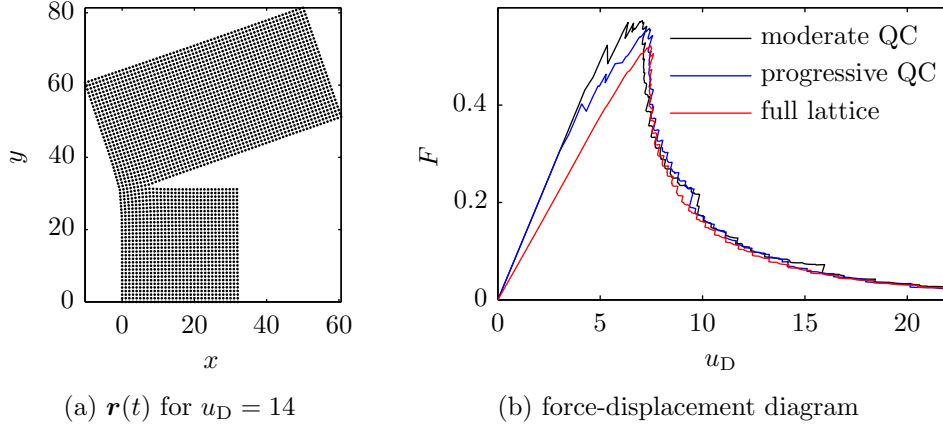 80
60
40
20
0
y
0
20
40
60
x
(a) r(t) for u_D = 14
F
0.4
0.2
0
moderate QC
progressive QC
full lattice
0
5
10
15
20
u_D
(b) force-displacement diagram